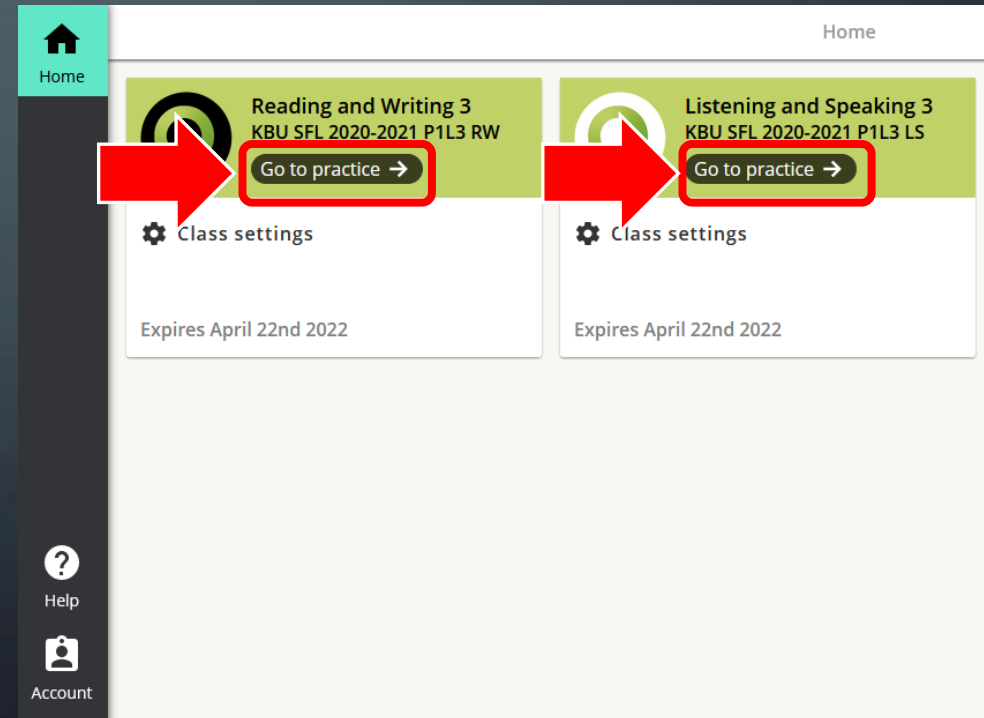 Home
Home
Reading and Writing 3
KBU SFL 2020-2021 P1L3 RW
Go to practice →
Class settings
Expires April 22nd 2022
Listening and Speaking 3
KBU SFL 2020-2021 P1L3 LS
Go to practice →
Class settings
Expires April 22nd 2022
?
Help
Account